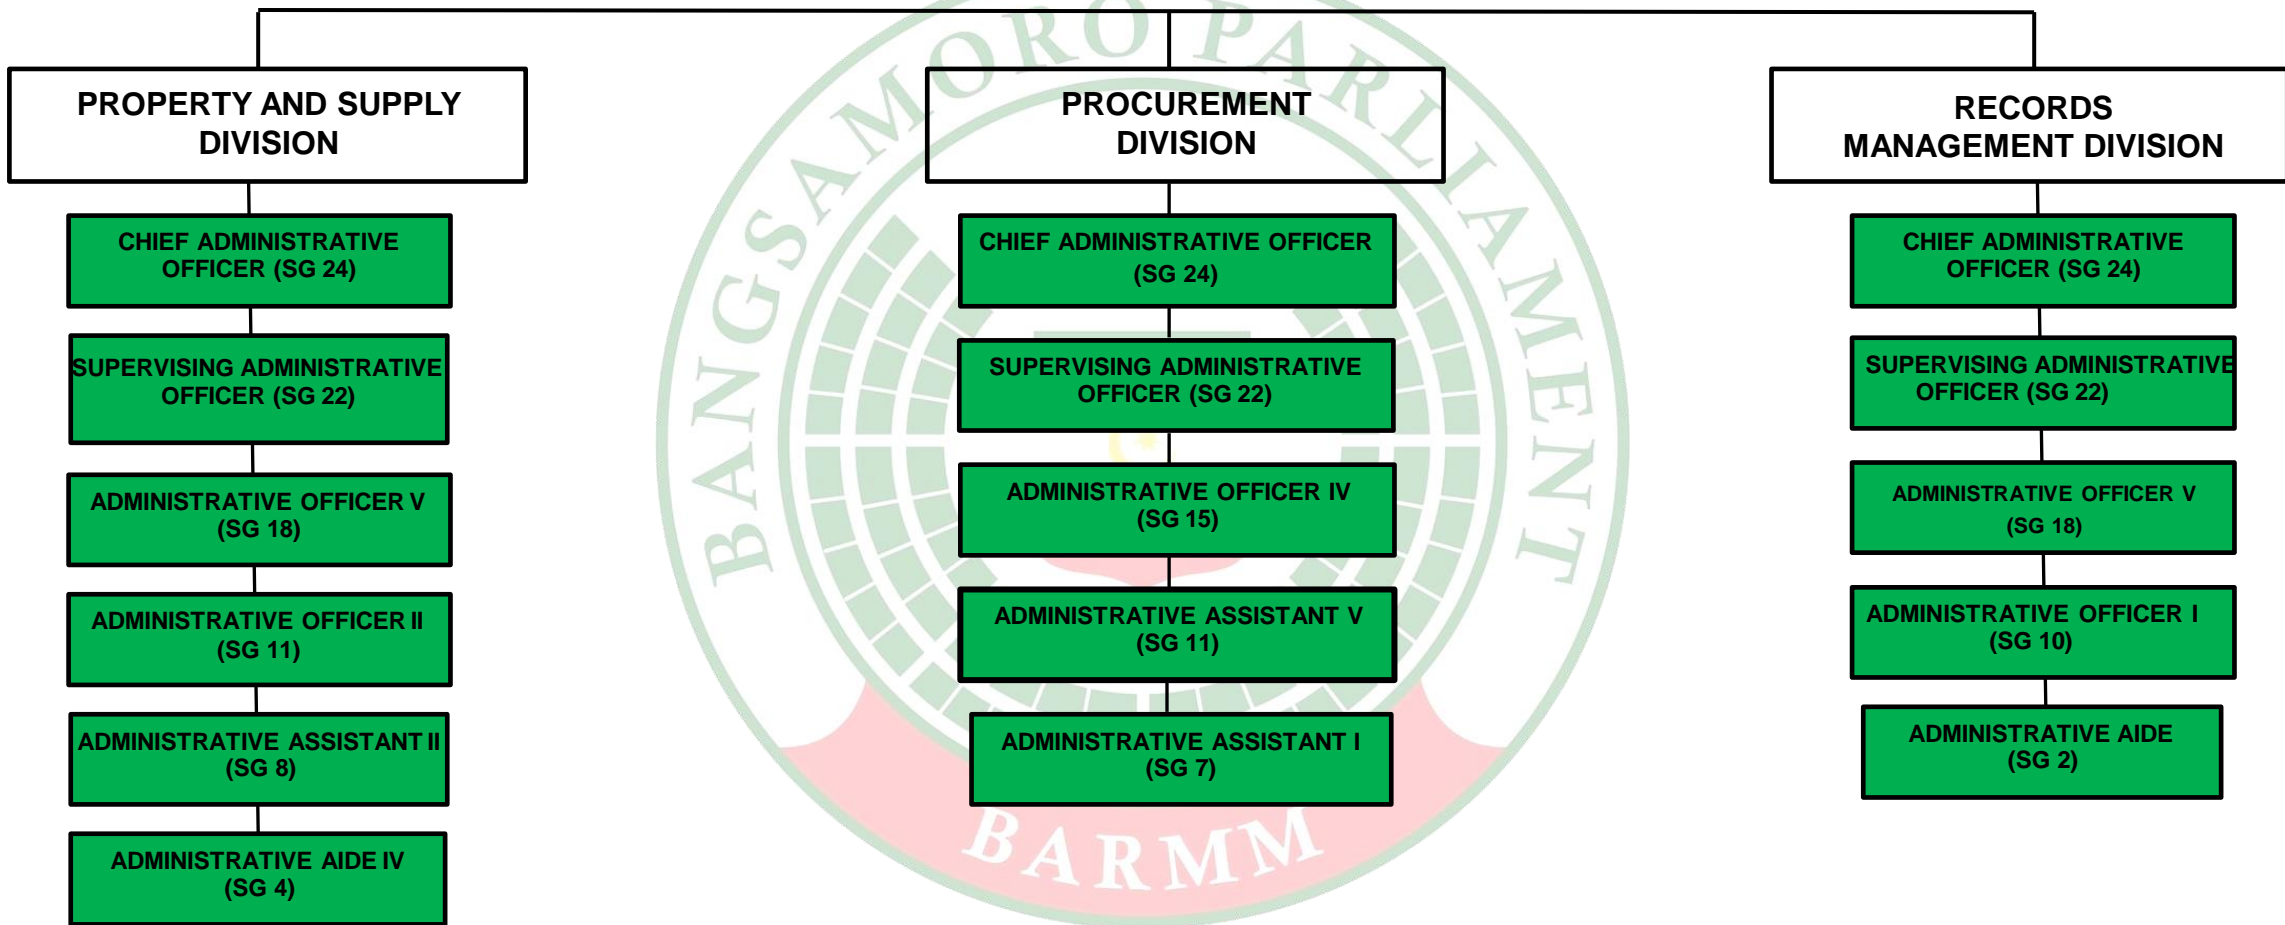 PROPERTY AND SUPPLY
DIVISION
CHIEF ADMINISTRATIVE
OFFICER (SG 24)
SUPERVISING ADMINISTRATIVE
OFFICER (SG 22)
ADMINISTRATIVE OFFICER V
(SG 18)
ADMINISTRATIVE OFFICER II
(SG 11)
ADMINISTRATIVE ASSISTANT II
(SG 8)
ADMINISTRATIVE AIDE IV
(SG 4)
PROCUREMENT
DIVISION
CHIEF ADMINISTRATIVE OFFICER
(SG 24)
SUPERVISING ADMINISTRATIVE
OFFICER (SG 22)
ADMINISTRATIVE OFFICER IV
(SG 15)
ADMINISTRATIVE ASSISTANT V
(SG 11)
ADMINISTRATIVE ASSISTANT I
(SG 7)
RECORDS
MANAGEMENT DIVISION
CHIEF ADMINISTRATIVE
OFFICER (SG 24)
SUPERVISING ADMINISTRATIVE
OFFICER (SG 22)
ADMINISTRATIVE OFFICER V
(SG 18)
ADMINISTRATIVE OFFICER I
(SG 10)
ADMINISTRATIVE AIDE
(SG 2)
BANGSAMORO PARLIAMENT
BARMM